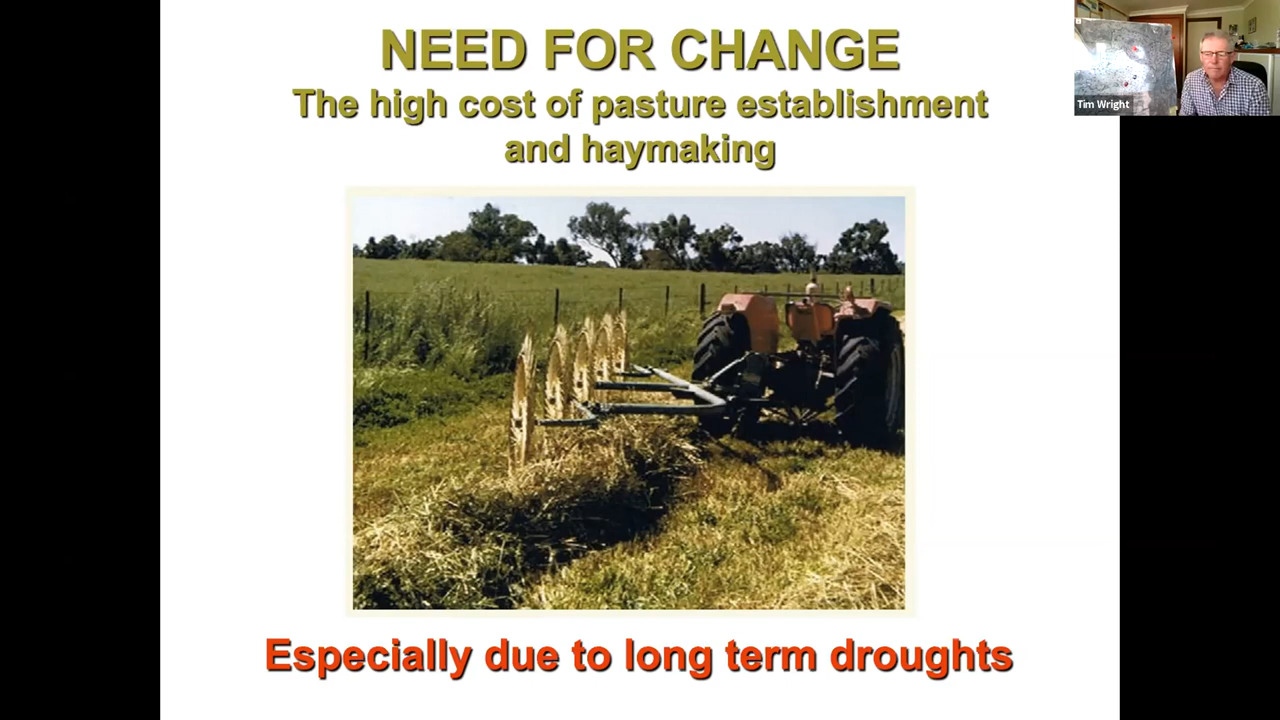 NEED FOR CHANGE
The high cost of pasture establishment
and haymaking
Tim Wright
Especially due to long term droughts